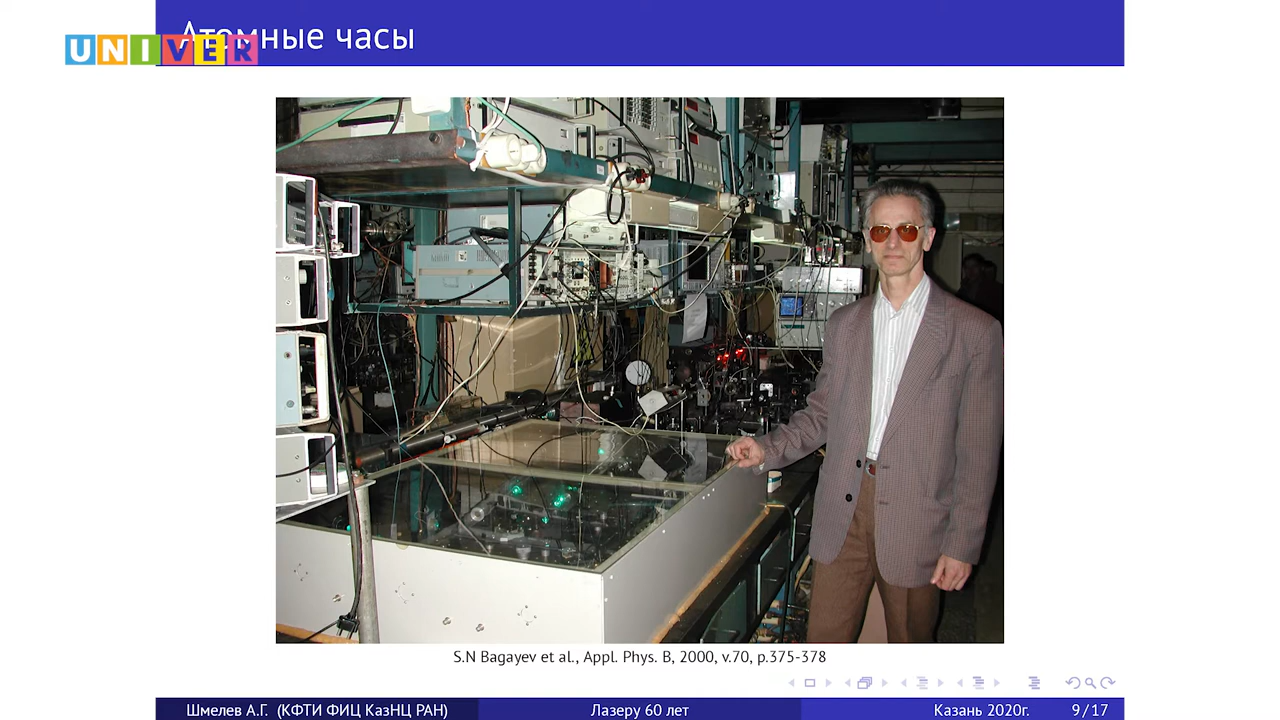 Атомные часы
UNIVER
S.N Bagayev et al., Appl. Phys. B, 2000, v.70, p.375-378
Шмелев А.Г. (КФТИ ФИЦ КазНЦ РАН)
Лазеру 60 лет
Казань 2020г.
9/17